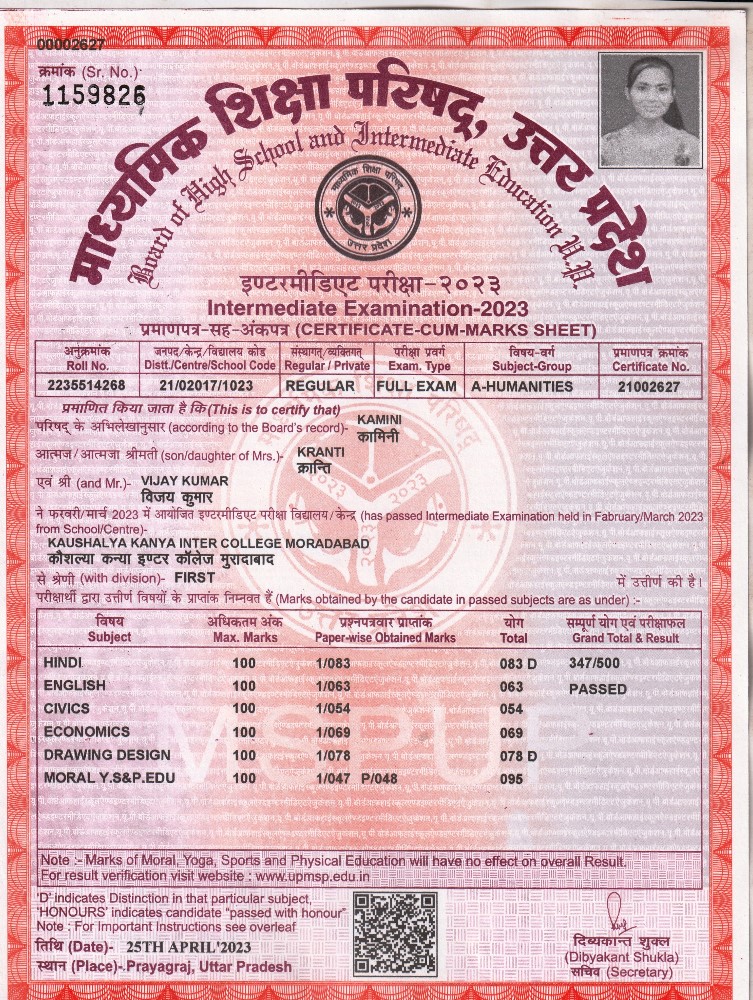 00002627
क्रमांक (Sr. No.)
1159826
माध्यमिक शिक्षा परिषद्, उत्तर प्रदेश
Board of High School and Intermediate Education U.P.
माध्यमिक शिक्षा परिषद
उत्तर प्रदेश
इण्टरमीडिएट परीक्षा-२०२३
Intermediate Examination-2023
प्रमाणपत्र-सह-अंकपत्र (CERTIFICATE-CUM-MARKS SHEET)
अनुक्रमांक जनपद/केन्द्र/विद्यालय कोड संस्थागत/व्यक्तिगत परीक्षा प्रवर्ग विषय-वर्ग प्रमाणपत्र क्रमांक
Roll No. Distt./Centre/School Code Regular / Private Exam. Type Subject-Group Certificate No.
2235514268 21/02017/1023 REGULAR FULL EXAM A-HUMANITIES 21002627
प्रमाणित किया जाता है कि (This is to certify that)
परिषद् के अभिलेखानुसार (according to the Board's record)- KAMINI
कामिनी
आत्मज/आत्मजा श्रीमती (son/daughter of Mrs.)- KRANTI
क्रान्ति
एवं श्री (and Mr.)- VIJAY KUMAR
विजय कुमार
ने फरवरी/मार्च 2023 में आयोजित इण्टरमीडिएट परीक्षा विद्यालय/केन्द्र (has passed Intermediate Examination held in Fabruary/March 2023
from School/Centre)-
KAUSHALYA KANYA INTER COLLEGE MORADABAD
कौशल्या कन्या इण्टर कॉलेज मुरादाबाद
से श्रेणी (with division)- FIRST में उत्तीर्ण की है।
परीक्षार्थी द्वारा उत्तीर्ण विषयों के प्राप्तांक निम्नवत हैं (Marks obtained by the candidate in passed subjects are as under) :-
विषय अधिकतम अंक प्रश्नपत्रवार प्राप्तांक योग सम्पूर्ण योग एवं परीक्षाफल
Subject Max. Marks Paper-wise Obtained Marks Total Grand Total & Result
HINDI 100 1/083 083 D 347/500
ENGLISH 100 1/063 063 PASSED
CIVICS 100 1/054 054
ECONOMICS 100 1/069 069
DRAWING DESIGN 100 1/078 078 D
MORAL Y.S&P.EDU 100 1/047 P/048 095
MSPUP
Note :- Marks of Moral, Yoga, Sports and Physical Education will have no effect on overall Result.
For result verification visit website : www.upmsp.edu.in
'D' indicates Distinction in that particular subject,
'HONOURS' indicates candidate "passed with honour"
Note : For Important Instructions see overleaf
तिथि (Date)- 25TH APRIL'2023
स्थान (Place)-.Prayagraj, Uttar Pradesh
दिब्यकान्त शुक्ल
(Dibyakant Shukla)
सचिव (Secretary)